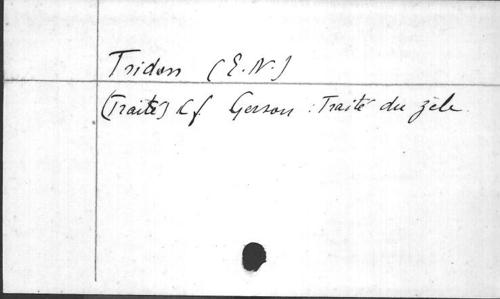 Tridon (E.N.)
(Traité) Cf Gerson : Traité du zèle